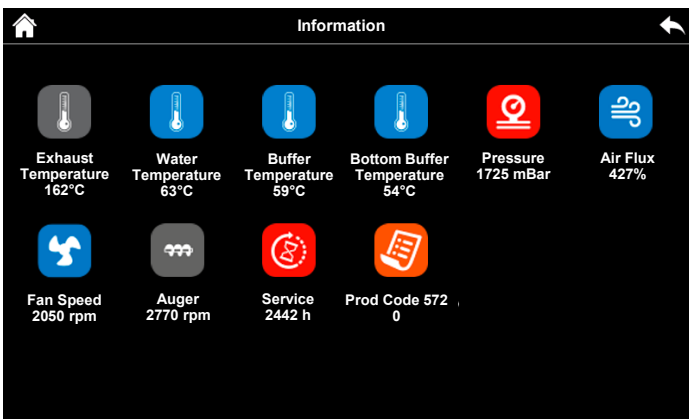 Information
Exhaust
Temperature
162°C
Water
Temperature
63°C
Buffer
Temperature
59°C
Bottom Buffer
Temperature
54°C
Pressure
1725 mBar
Air Flux
427%
Fan Speed
2050 rpm
Auger
2770 rpm
Service
2442 h
Prod Code 572
0